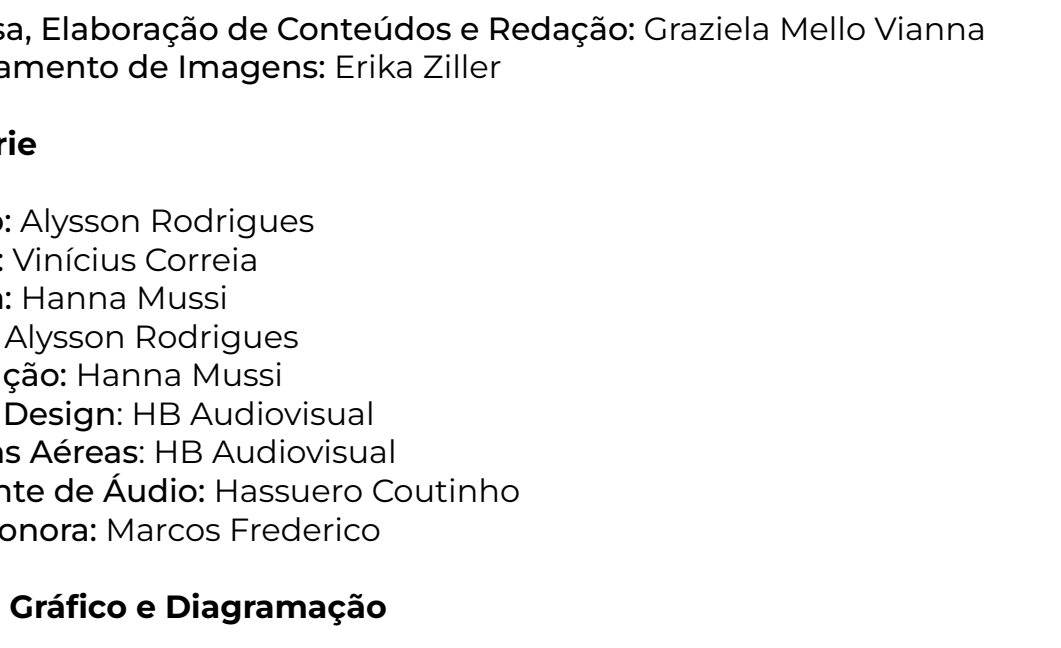 sa, Elaboração de Conteúdos e Redação: Graziela Mello Vianna
amento de Imagens: Erika Ziller
rie
o: Alysson Rodrigues
: Vinícius Correia
a: Hanna Mussi
Alysson Rodrigues
ção: Hanna Mussi
Design: HB Audiovisual
as Aéreas: HB Audiovisual
nte de Áudio: Hassuero Coutinho
onora: Marcos Frederico
Gráfico e Diagramação